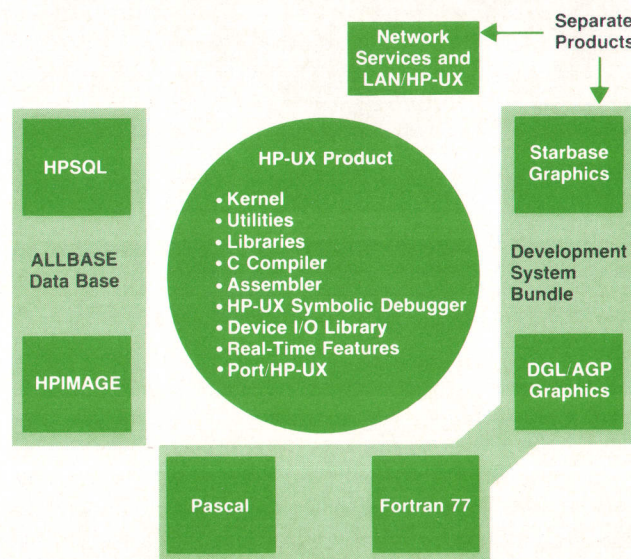 Separate
Products
Network
Services and
LAN/HP-UX
HPSQL
ALLBASE
Data Base
HPIMAGE
HP-UX Product
• Kernel
• Utilities
• Libraries
• C Compiler
• Assembler
• HP-UX Symbolic Debugger
• Device I/O Library
• Real-Time Features
• Port/HP-UX
Starbase
Graphics
Development
System
Bundle
DGL/AGP
Graphics
Pascal
Fortran 77